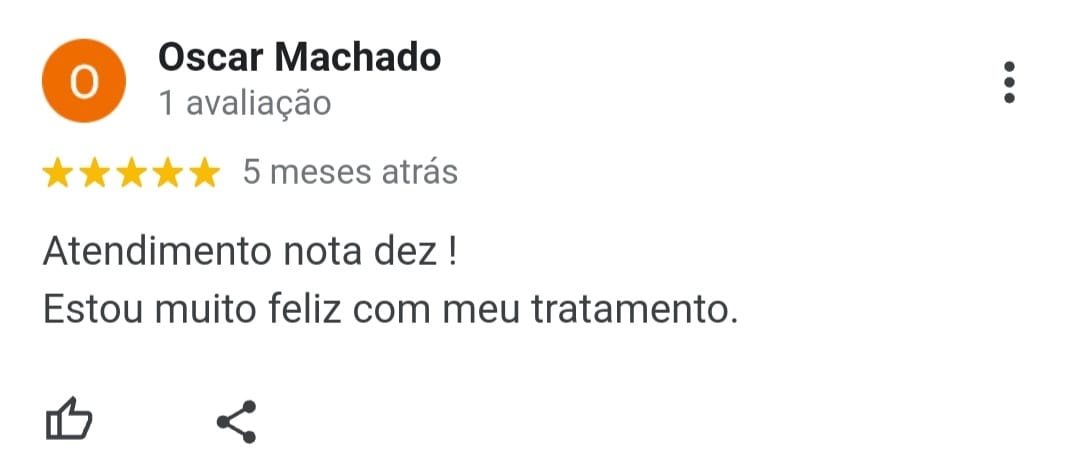 O
Oscar Machado
1 avaliação
5 meses atrás
Atendimento nota dez !
Estou muito feliz com meu tratamento.